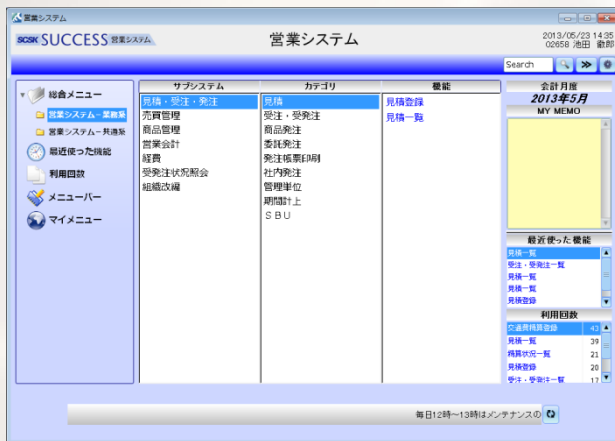 営業システム
SCSK SUCCESS 営業システム
営業システム
2013/05/23 14:35
02658 池田 徹郎
Search
総合メニュー
営業システム-業務系
営業システム-共通系
最近使った機能
利用回数
メニューバー
マイメニュー
サブシステム
見積・受注・発注
売買管理
商品管理
営業会計
経費
受発注状況照会
組織改編
カテゴリ
見積
受注・受発注
商品発注
委託発注
発注帳票印刷
社内発注
管理単位
期間計上
SBU
機能
見積登録
見積一覧
会計月度
2013年5月
MY MEMO
最近使った機能
見積一覧
受注・受発注一覧
見積一覧
見積一覧
見積登録
利用回数
交通費精算登録 43
見積一覧 39
精算状況一覧 21
見積登録 20
受注・受発注一覧 17
毎日12時~13時はメンテナンスの